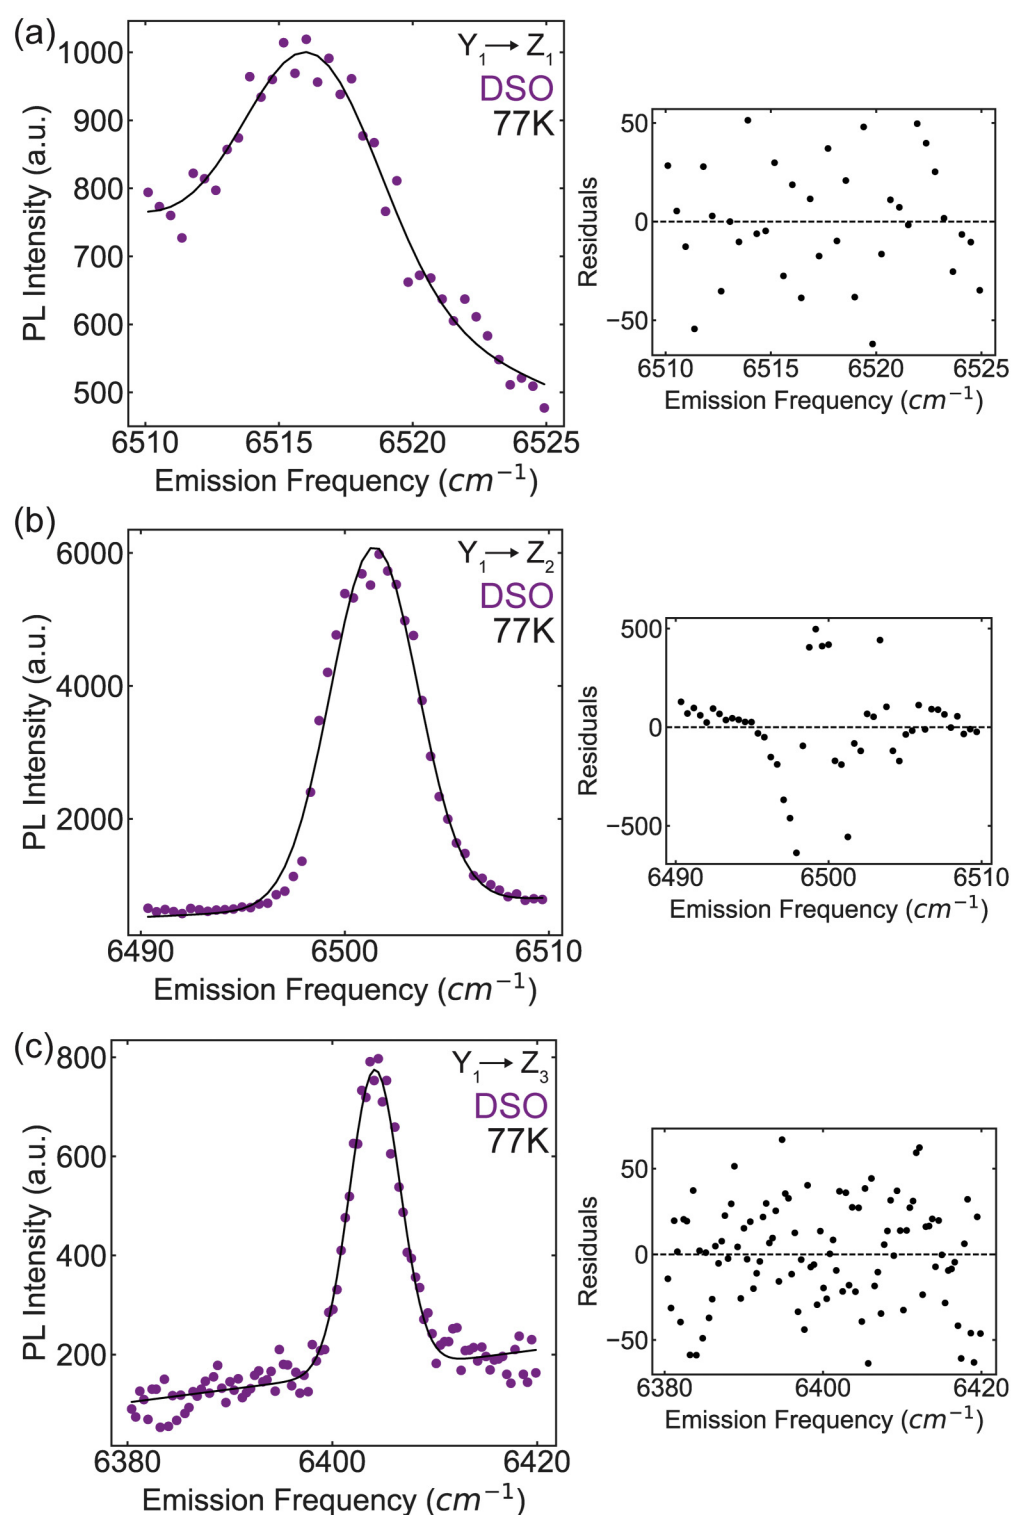 (a)
Y₁ → Z₁
DSO
77K
PL Intensity (a.u.)
1000
900
800
700
600
500
6510
6515
6520
6525
Emission Frequency (cm⁻¹)
Residuals
50
0
−50
6510
6515
6520
6525
Emission Frequency (cm⁻¹)
(b)
Y₁ → Z₂
DSO
77K
PL Intensity (a.u.)
6000
4000
2000
6490
6500
6510
Emission Frequency (cm⁻¹)
Residuals
500
0
−500
6490
6500
6510
Emission Frequency (cm⁻¹)
(c)
Y₁ → Z₃
DSO
77K
PL Intensity (a.u.)
800
600
400
200
6380
6400
6420
Emission Frequency (cm⁻¹)
Residuals
50
0
−50
6380
6400
6420
Emission Frequency (cm⁻¹)